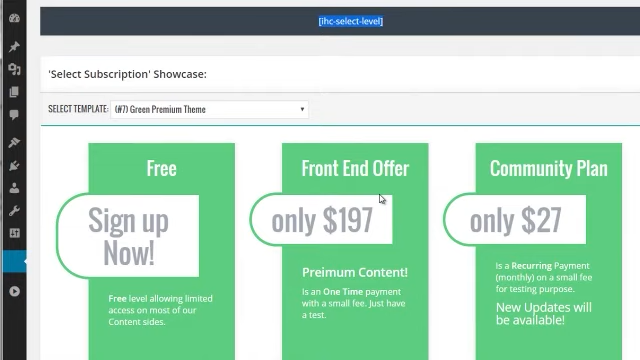 [ihc-select-level]
'Select Subscription' Showcase:
SELECT TEMPLATE: (#7) Green Premium Theme
Free
Sign up
Now!
Free level allowing limited
access on most of our
Content sides.
Front End Offer
only $197
Preimum Content!
Is an One Time payment
with a small fee. Just have
a test.
Community Plan
only $27
Is a Recurring Payment
(monthly) on a small fee
for testing purpose.
New Updates will
be available!